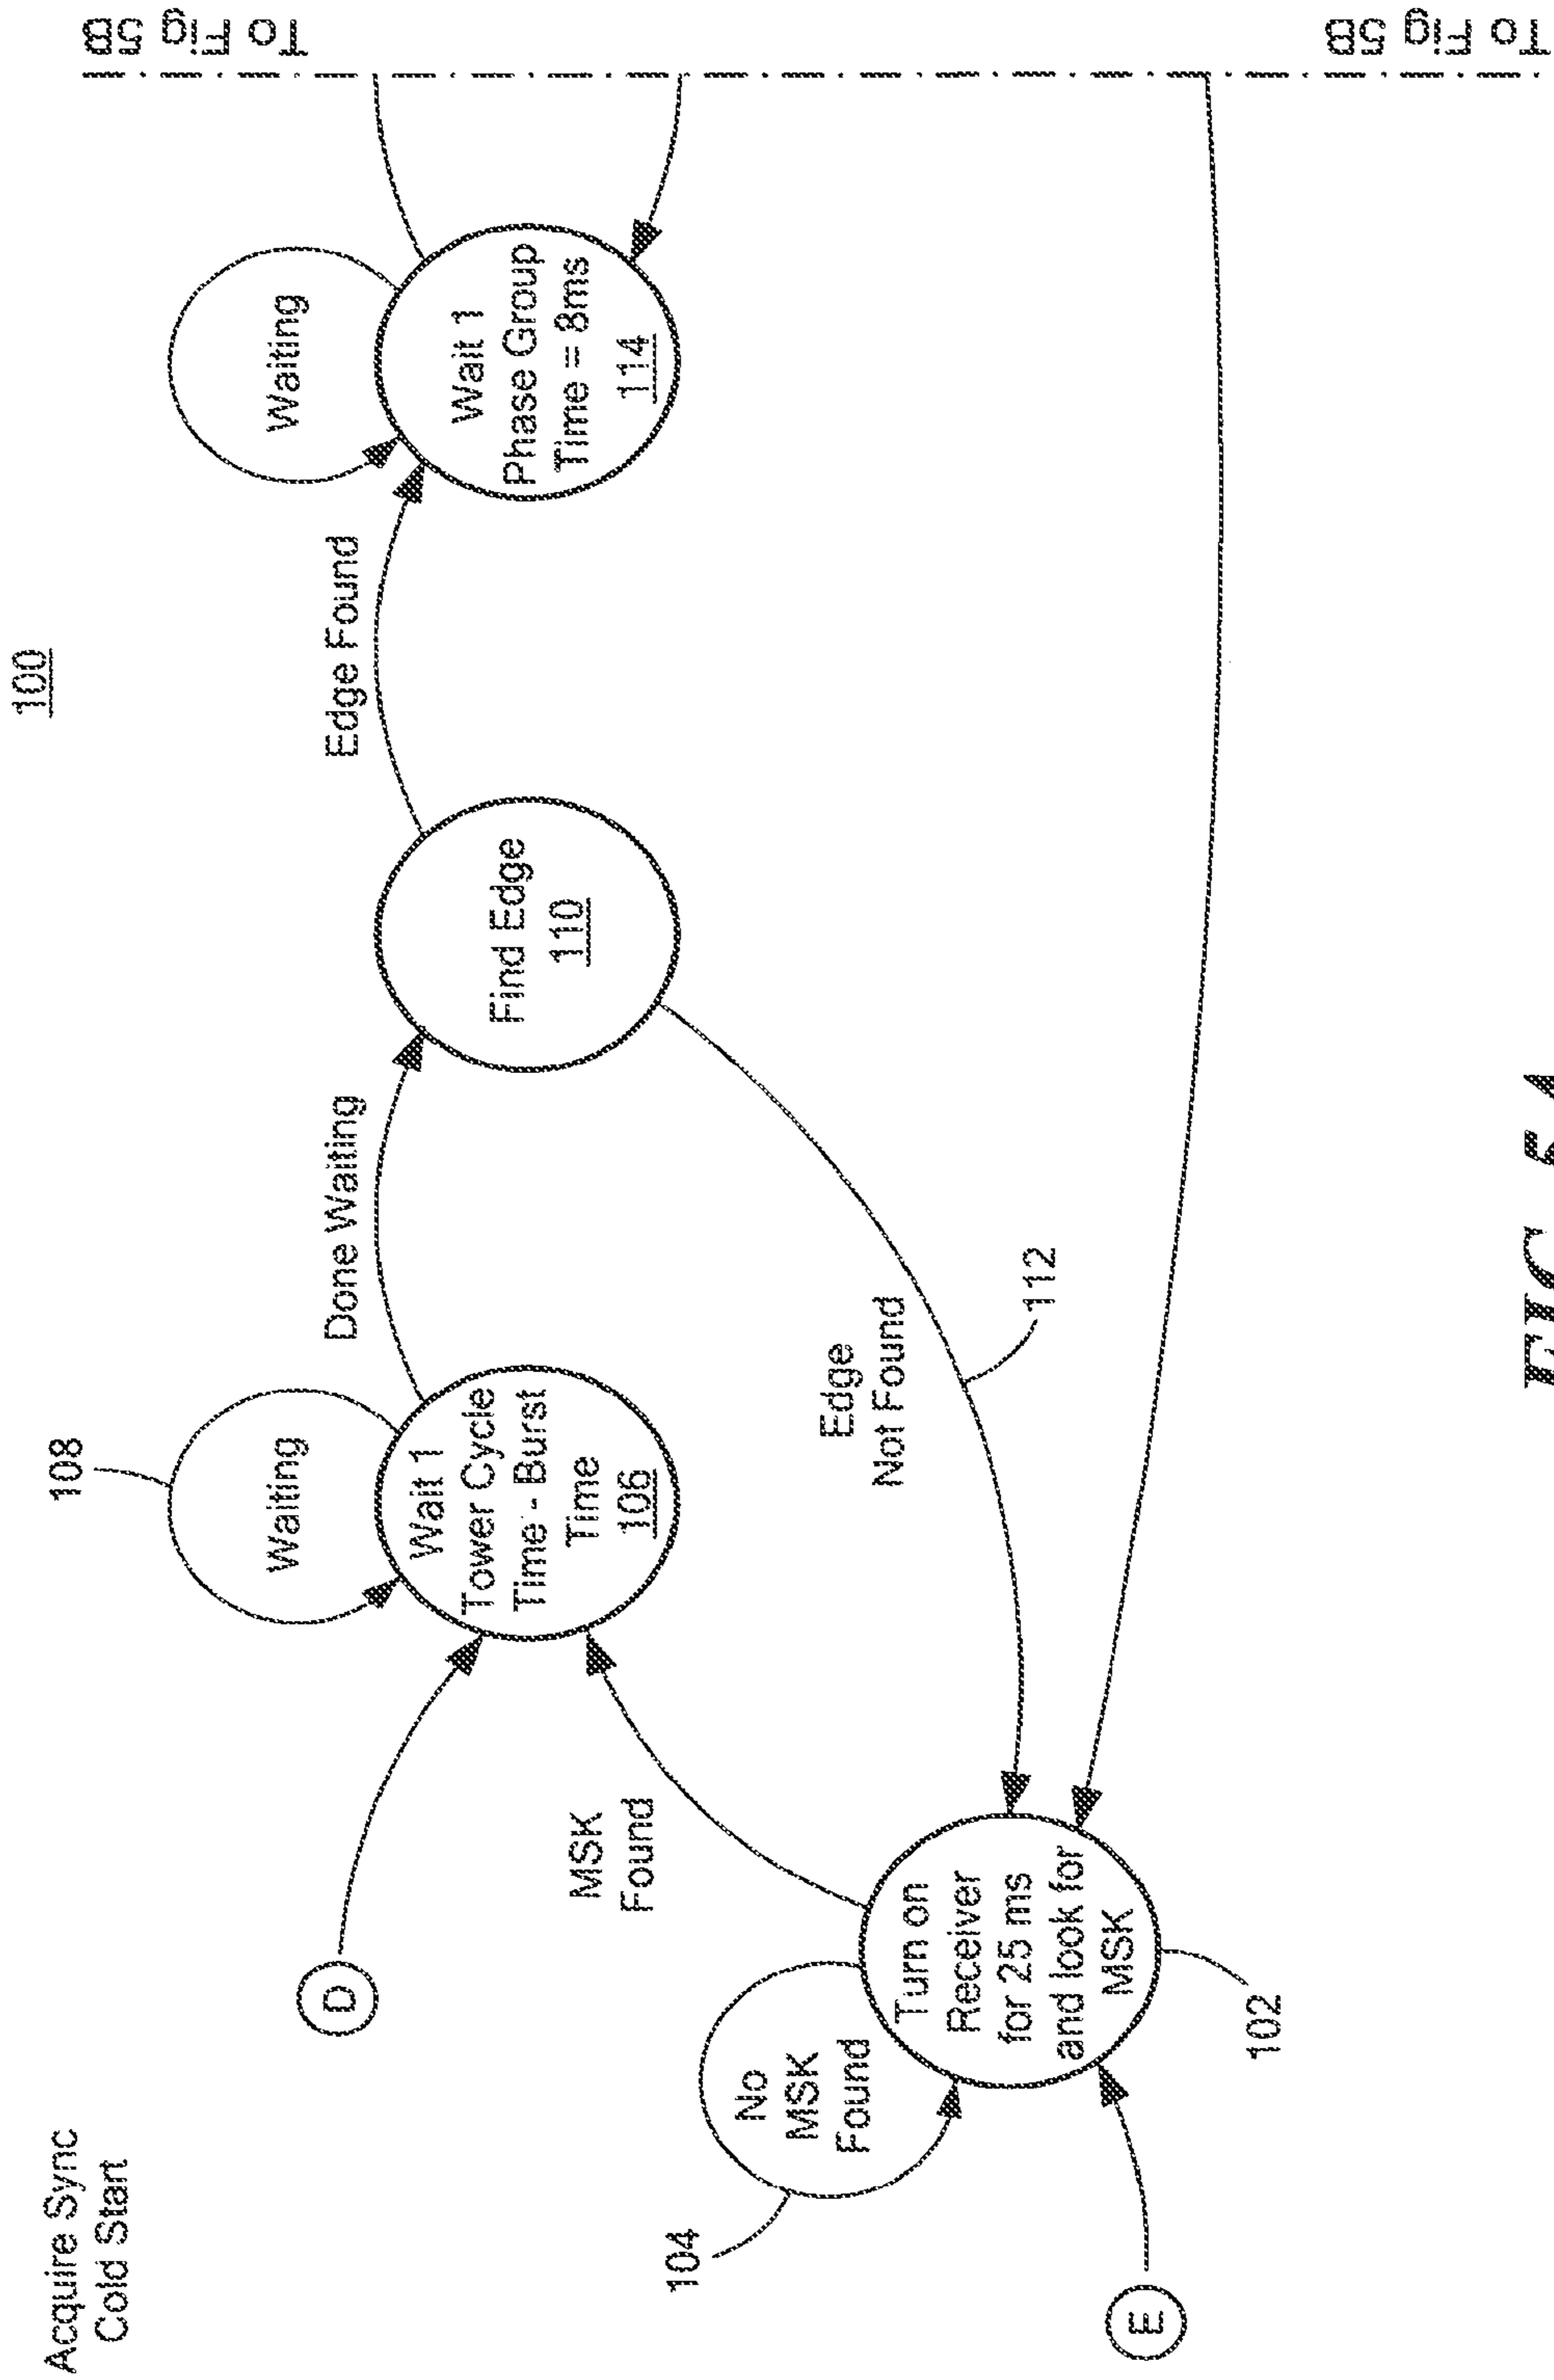 Acquire Sync
Cold Start
100
108
Waiting
Waiting
D
Done Waiting
Edge Found
Wait 1
Tower Cycle
Time - Burst
Time
106
Find Edge
110
Wait 1
Phase Group
Time = 8ms
114
To Fig 5B
MSK
Found
104
No
MSK
Found
Edge
Not Found
112
E
Turn on
Receiver
for 25 ms
and look for
MSK
102
To Fig 5B
FIG. 5A